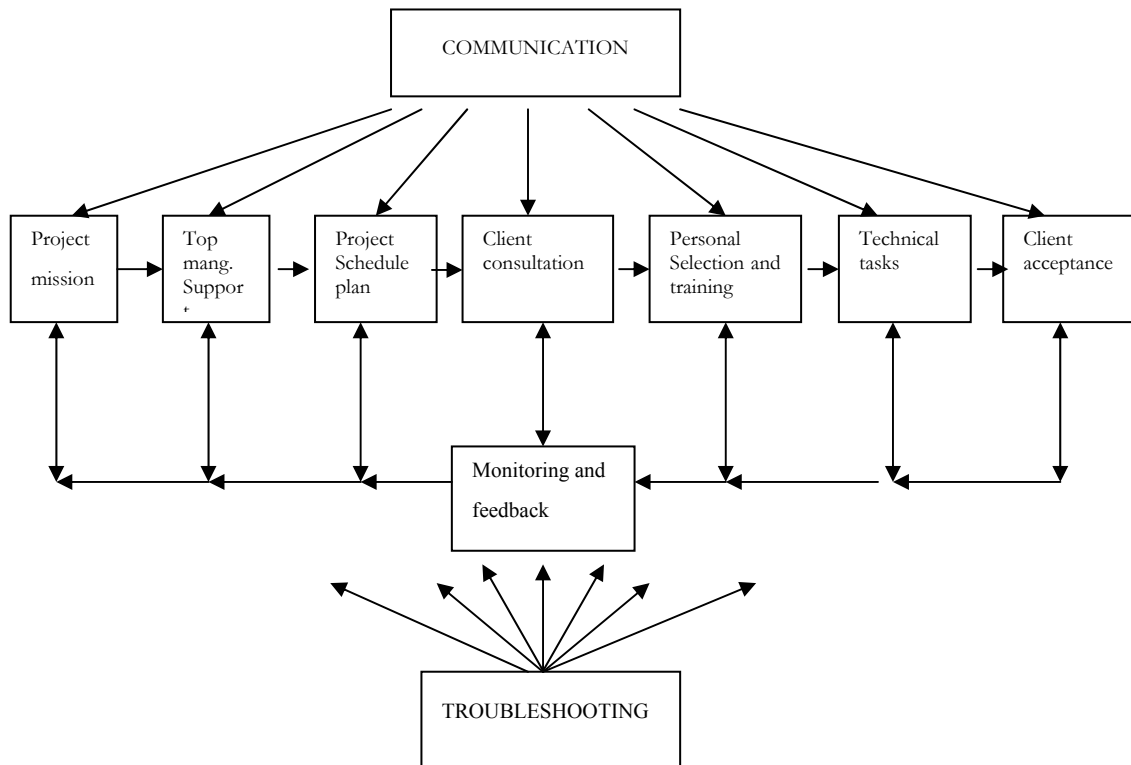 COMMUNICATION
Project
mission
Top
mang.
Suppor
t
Project
Schedule
plan
Client
consultation
Personal
Selection and
training
Technical
tasks
Client
acceptance
Monitoring and
feedback
TROUBLESHOOTING